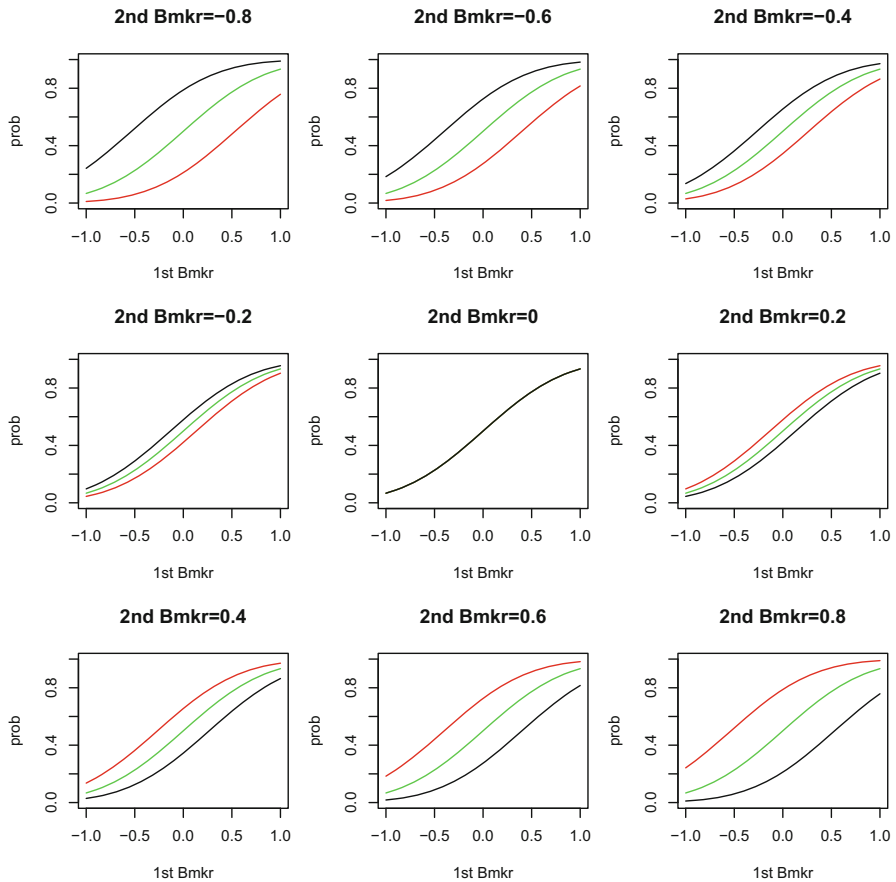 2nd Bmkr=−0.8
2nd Bmkr=−0.6
2nd Bmkr=−0.4
prob
0.0 0.4 0.8
−1.0 −0.5 0.0 0.5 1.0
1st Bmkr
prob
0.0 0.4 0.8
−1.0 −0.5 0.0 0.5 1.0
1st Bmkr
prob
0.0 0.4 0.8
−1.0 −0.5 0.0 0.5 1.0
1st Bmkr
2nd Bmkr=−0.2
2nd Bmkr=0
2nd Bmkr=0.2
prob
0.0 0.4 0.8
−1.0 −0.5 0.0 0.5 1.0
1st Bmkr
prob
0.0 0.4 0.8
−1.0 −0.5 0.0 0.5 1.0
1st Bmkr
prob
0.0 0.4 0.8
−1.0 −0.5 0.0 0.5 1.0
1st Bmkr
2nd Bmkr=0.4
2nd Bmkr=0.6
2nd Bmkr=0.8
prob
0.0 0.4 0.8
−1.0 −0.5 0.0 0.5 1.0
1st Bmkr
prob
0.0 0.4 0.8
−1.0 −0.5 0.0 0.5 1.0
1st Bmkr
prob
0.0 0.4 0.8
−1.0 −0.5 0.0 0.5 1.0
1st Bmkr